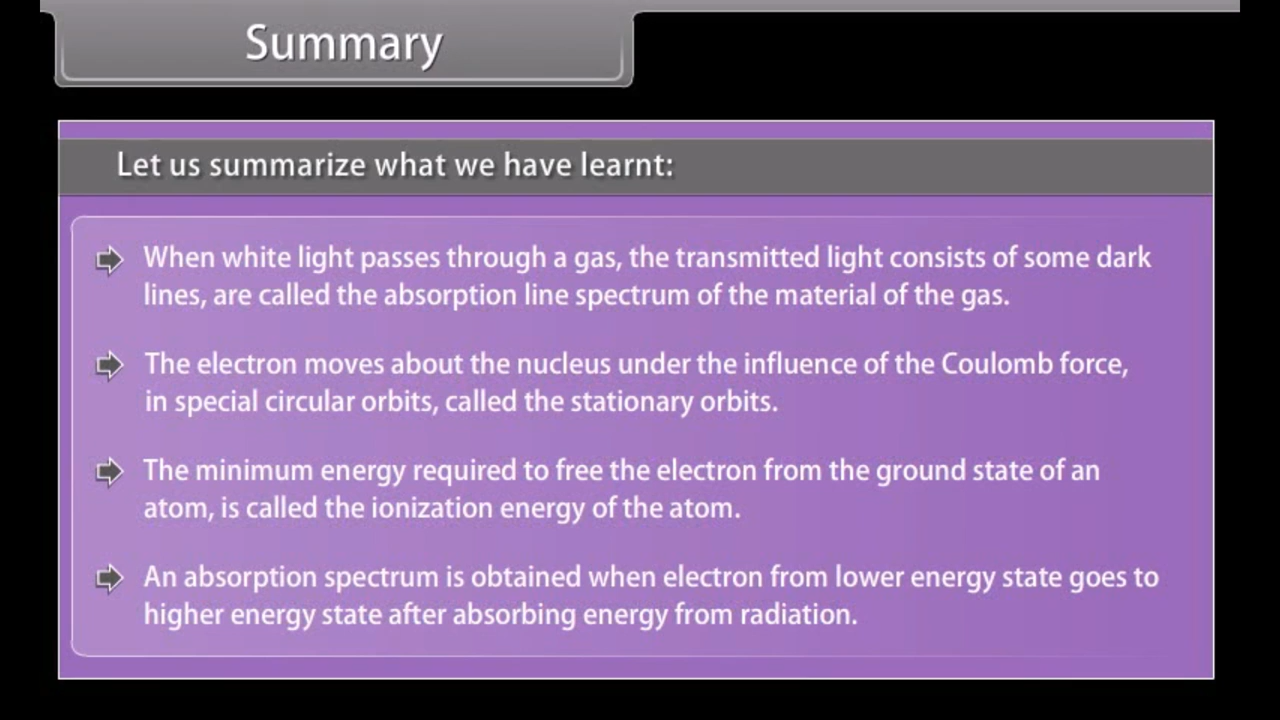 Summary
Let us summarize what we have learnt:
When white light passes through a gas, the transmitted light consists of some dark
lines, are called the absorption line spectrum of the material of the gas.
The electron moves about the nucleus under the influence of the Coulomb force,
in special circular orbits, called the stationary orbits.
The minimum energy required to free the electron from the ground state of an
atom, is called the ionization energy of the atom.
An absorption spectrum is obtained when electron from lower energy state goes to
higher energy state after absorbing energy from radiation.